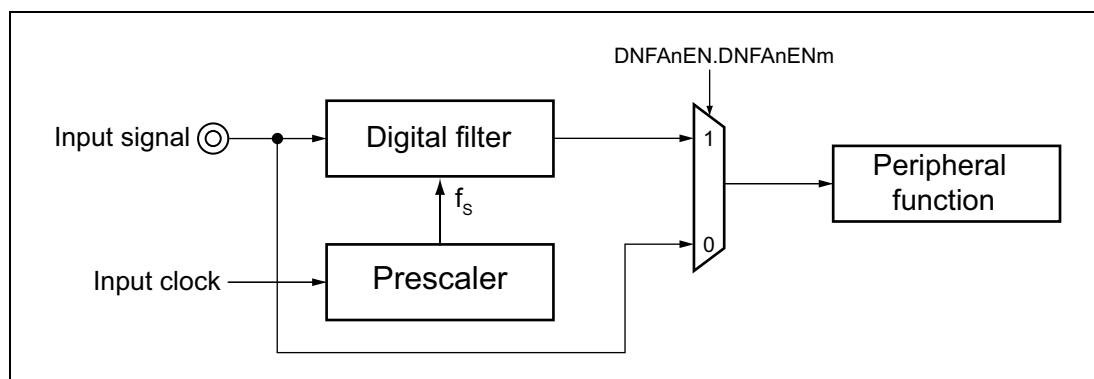 DNFAnEN.DNFAnENm
Input signal
Digital filter
1
Peripheral
function
fs
0
Input clock
Prescaler